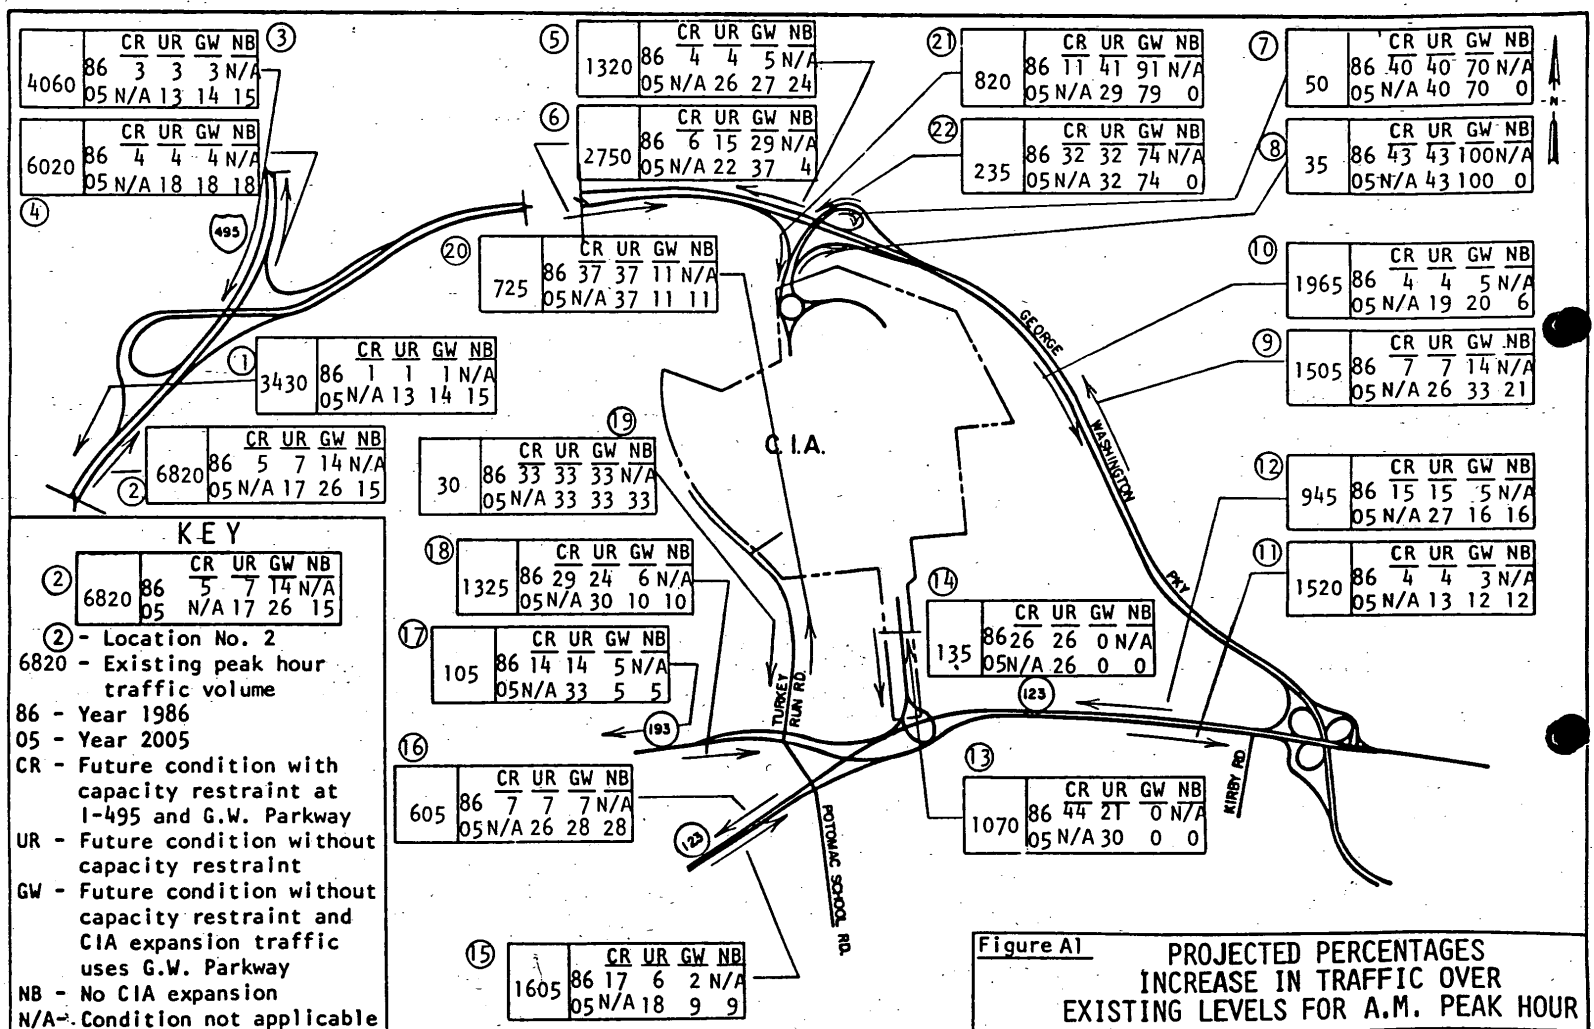 ③
CR UR GW NB
4060
86 3 3 3 N/A
05 N/A 13 14 15
CR UR GW NB
6020
86 4 4 4 N/A
05 N/A 18 18 18
④
495
⑤
CR UR GW NB
1320
86 4 4 5 N/A
05 N/A 26 27 24
⑥
CR UR GW NB
2750
86 6 15 29 N/A
05 N/A 22 37 4
㉑
CR UR GW NB
820
86 11 41 91 N/A
05 N/A 29 79 0
㉒
CR UR GW NB
235
86 32 32 74 N/A
05 N/A 32 74 0
⑦
CR UR GW NB
50
86 40 40 70 N/A
05 N/A 40 70 0
⑧
CR UR GW NB
35
86 43 43 100 N/A
05 N/A 43 100 0
N
⑳
CR UR GW NB
725
86 37 37 11 N/A
05 N/A 37 11 11
⑩
CR UR GW NB
1965
86 4 4 5 N/A
05 N/A 19 20 6
⑨
CR UR GW NB
1505
86 7 7 14 N/A
05 N/A 26 33 21
GEORGE
WASHINGTON
PKY
C.I.A.
①
CR UR GW NB
3430
86 1 1 1 N/A
05 N/A 13 14 15
②
CR UR GW NB
6820
86 5 7 14 N/A
05 N/A 17 26 15
⑲
CR UR GW NB
30
86 33 33 33 N/A
05 N/A 33 33 33
⑱
CR UR GW NB
1325
86 29 24 6 N/A
05 N/A 30 10 10
⑰
CR UR GW NB
105
86 14 14 5 N/A
05 N/A 33 5 5
⑯
CR UR GW NB
605
86 7 7 7 N/A
05 N/A 26 28 28
⑭
CR UR GW NB
135
86 26 26 0 N/A
05 N/A 26 0 0
⑫
CR UR GW NB
945
86 15 15 5 N/A
05 N/A 27 16 16
⑪
CR UR GW NB
1520
86 4 4 3 N/A
05 N/A 13 12 12
⑬
CR UR GW NB
1070
86 44 21 0 N/A
05 N/A 30 0 0
⑮
CR UR GW NB
1605
86 17 6 2 N/A
05 N/A 18 9 9
TURKEY
RUN RD.
193
123
123
POTOMAC SCHOOL RD.
KIRBY RD.
KEY
②
CR UR GW NB
6820
86 5 7 14 N/A
05 N/A 17 26 15
② - Location No. 2
6820 - Existing peak hour
traffic volume
86 - Year 1986
05 - Year 2005
CR - Future condition with
capacity restraint at
I-495 and G.W. Parkway
UR - Future condition without
capacity restraint
GW - Future condition without
capacity restraint and
CIA expansion traffic
uses G.W. Parkway
NB - No CIA expansion
N/A- Condition not applicable
Figure A1
PROJECTED PERCENTAGES
INCREASE IN TRAFFIC OVER
EXISTING LEVELS FOR A.M. PEAK HOUR